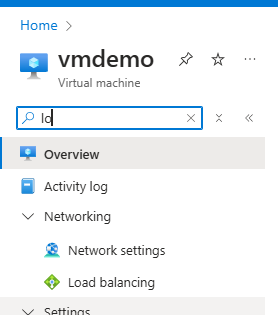 Home
vmdemo
Virtual machine
lo
Overview
Activity log
Networking
Network settings
Load balancing
Settings